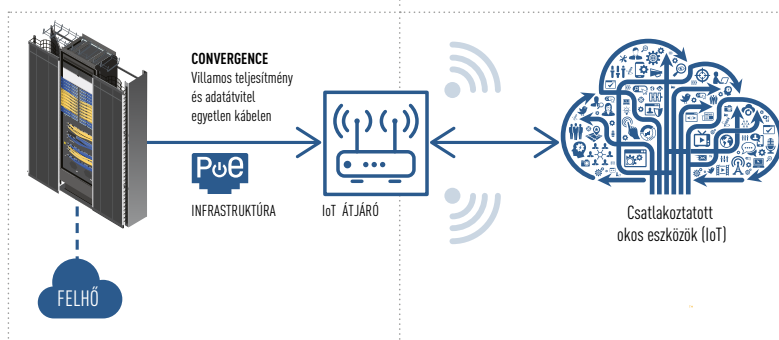 CONVERGENCE
Villamos teljesítmény
és adatátvitel
egyetlen kábelen
PoE
INFRASTRUKTÚRA
IoT ÁTJÁRÓ
Csatlakoztatott
okos eszközök (IoT)
FELHŐ